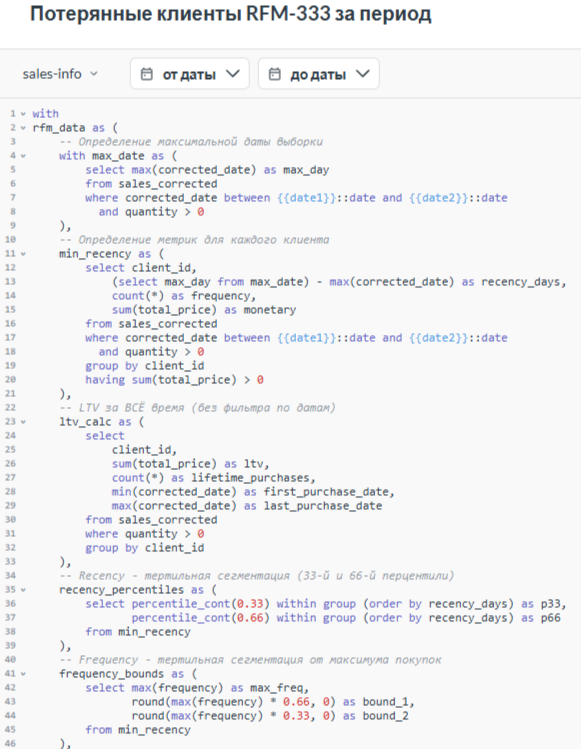 Потерянные клиенты RFM-333 за период
sales-info от даты до даты
1 with
2 rfm_data as (
3 -- Определение максимальной даты выборки
4 with max_date as (
5 select max(corrected_date) as max_day
6 from sales_corrected
7 where corrected_date between {{date1}}::date and {{date2}}::date
8 and quantity > 0
9 ),
10 -- Определение метрик для каждого клиента
11 min_recency as (
12 select client_id,
13 (select max_day from max_date) - max(corrected_date) as recency_days,
14 count(*) as frequency,
15 sum(total_price) as monetary
16 from sales_corrected
17 where corrected_date between {{date1}}::date and {{date2}}::date
18 and quantity > 0
19 group by client_id
20 having sum(total_price) > 0
21 ),
22 -- LTV за ВСЁ время (без фильтра по датам)
23 ltv_calc as (
24 select
25 client_id,
26 sum(total_price) as ltv,
27 count(*) as lifetime_purchases,
28 min(corrected_date) as first_purchase_date,
29 max(corrected_date) as last_purchase_date
30 from sales_corrected
31 where quantity > 0
32 group by client_id
33 ),
34 -- Recency - тертильная сегментация (33-й и 66-й перцентили)
35 recency_percentiles as (
36 select percentile_cont(0.33) within group (order by recency_days) as p33,
37 percentile_cont(0.66) within group (order by recency_days) as p66
38 from min_recency
39 ),
40 -- Frequency - тертильная сегментация от максимума покупок
41 frequency_bounds as (
42 select max(frequency) as max_freq,
43 round(max(frequency) * 0.66, 0) as bound_1,
44 round(max(frequency) * 0.33, 0) as bound_2
45 from min_recency
46 ),